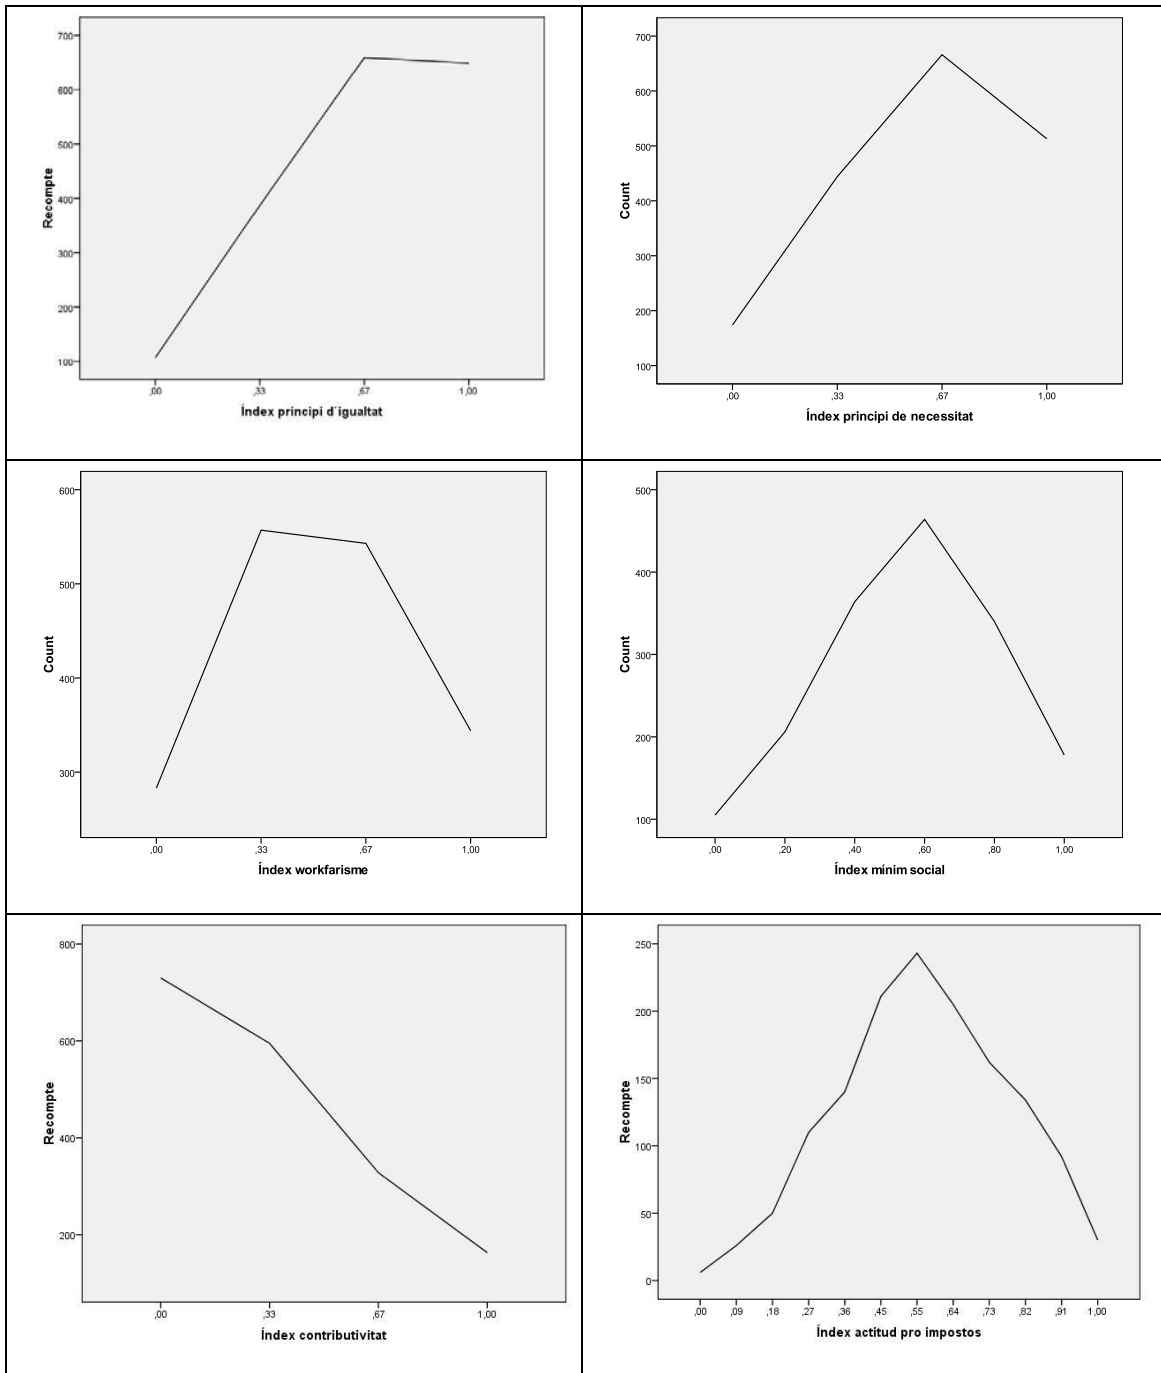 700
600
500
400
300
200
100
Recompte
,00 ,33 ,67 1,00
Índex principi d'igualtat
700
600
500
400
300
200
100
Count
,00 ,33 ,67 1,00
Índex principi de necessitat
600
500
400
300
Count
,00 ,33 ,67 1,00
Índex workfarisme
500
400
300
200
100
Count
,00 ,20 ,40 ,60 ,80 1,00
Índex mínim social
800
600
400
200
Recompte
,00 ,33 ,67 1,00
Índex contributivitat
250
200
150
100
50
0
Recompte
,00 ,09 ,18 ,27 ,36 ,45 ,55 ,64 ,73 ,82 ,91 1,00
Índex actitud pro impostos